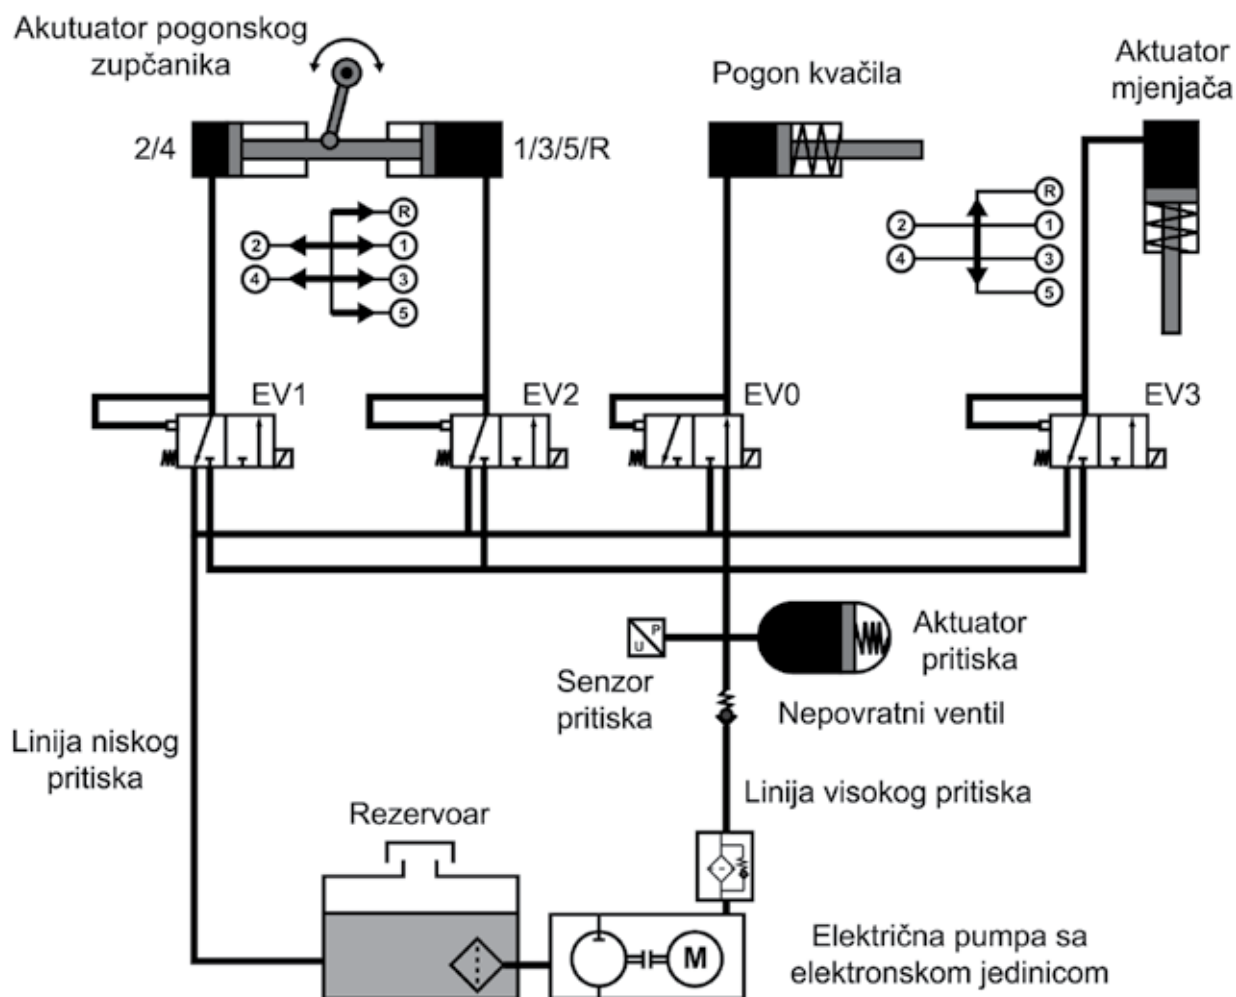 Akutuator pogonskog
zupčanika
Pogon kvačila
Aktuator
mjenjača
2/4
1/3/5/R
R
2
1
4
3
5
R
2
1
4
3
5
EV1
EV2
EV0
EV3
P
U
Senzor
pritiska
Aktuator
pritiska
Nepovratni ventil
Linija niskog
pritiska
Linija visokog pritiska
Rezervoar
M
Električna pumpa sa
elektronskom jedinicom